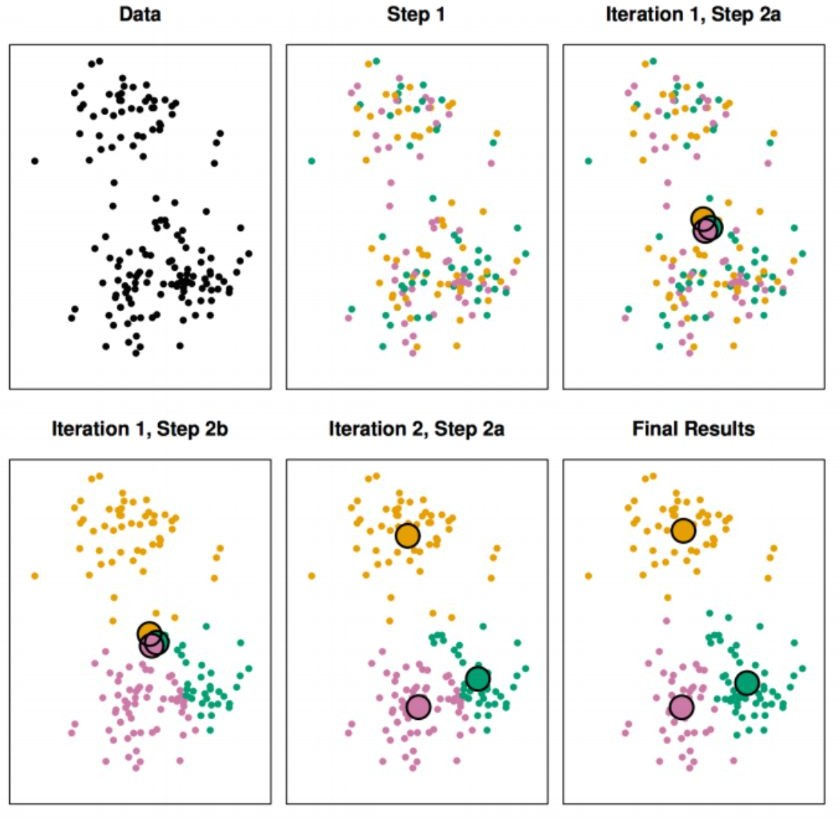 Data
Step 1
Iteration 1, Step 2a
Iteration 1, Step 2b
Iteration 2, Step 2a
Final Results